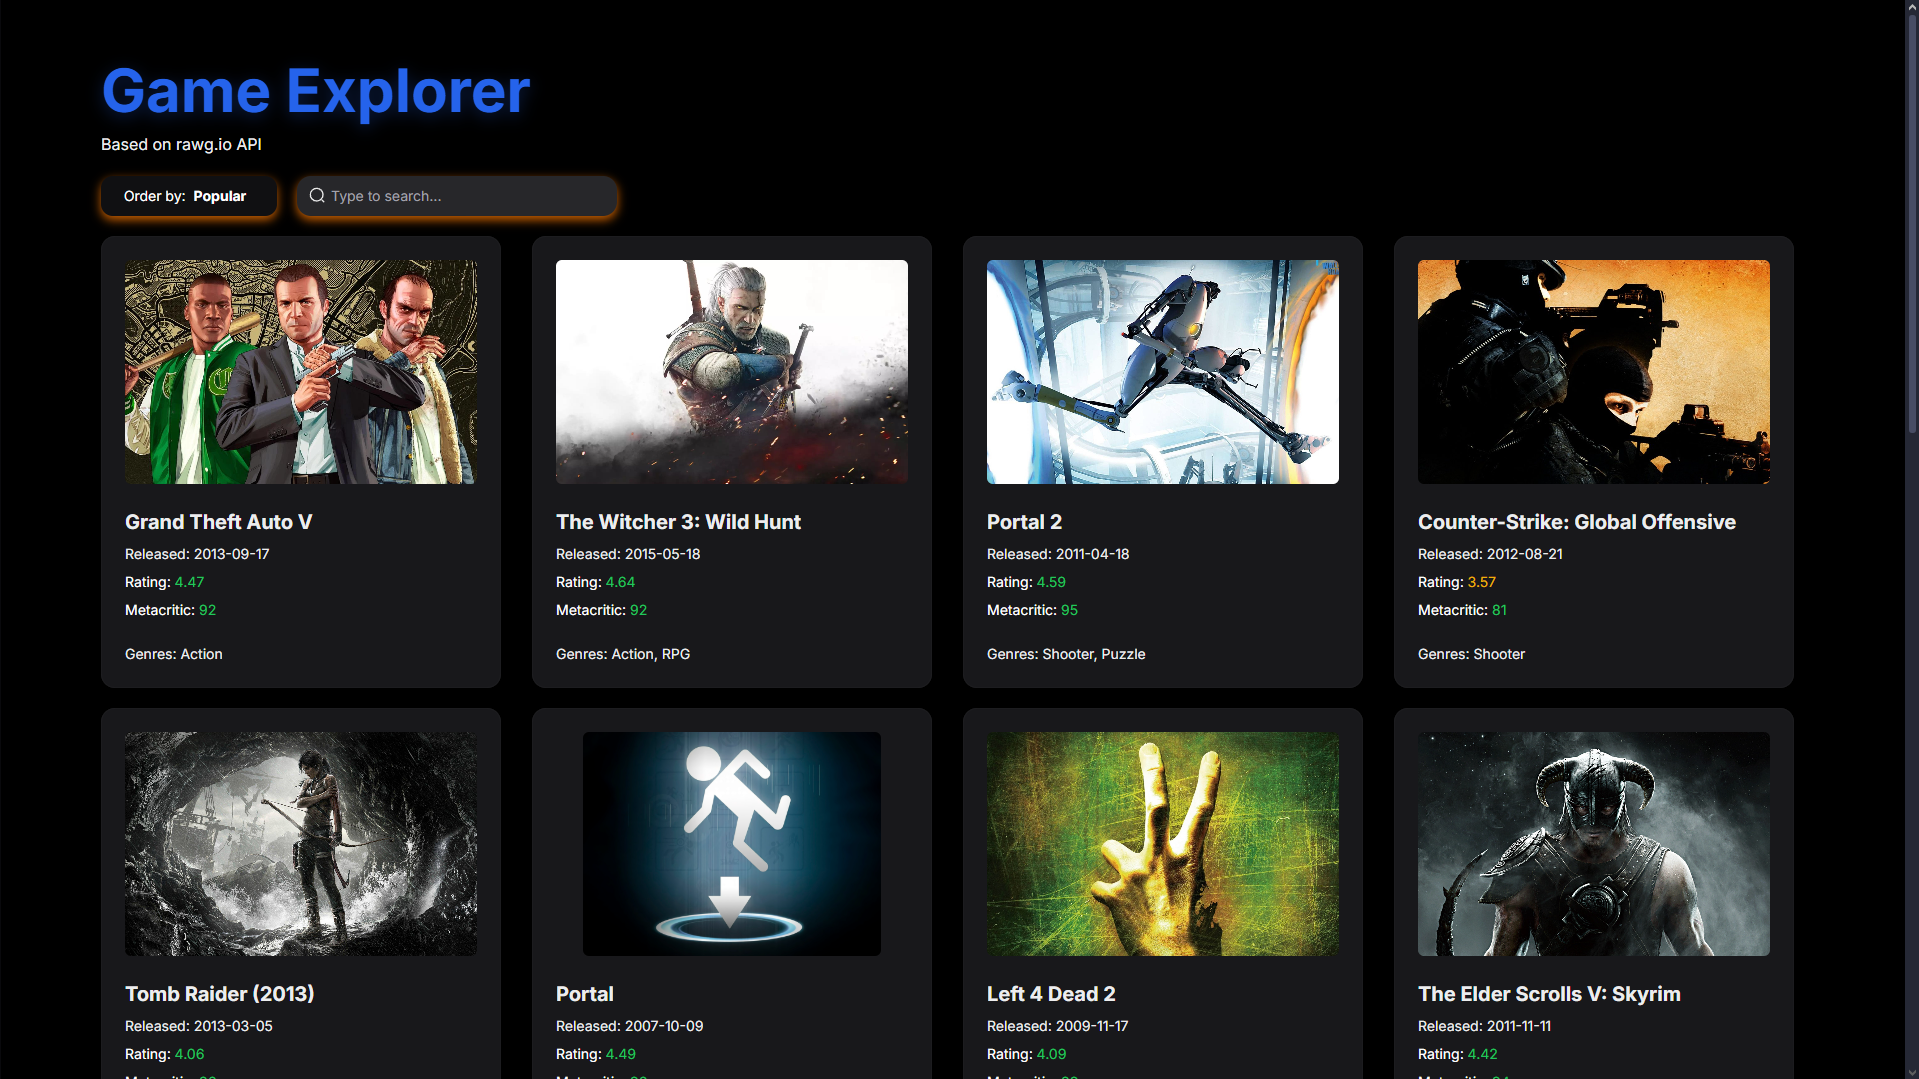 Game Explorer
Based on rawg.io API
Order by: Popular
Type to search...
Grand Theft Auto V
Released: 2013-09-17
Rating: 4.47
Metacritic: 92
Genres: Action
The Witcher 3: Wild Hunt
Released: 2015-05-18
Rating: 4.64
Metacritic: 92
Genres: Action, RPG
Portal 2
Released: 2011-04-18
Rating: 4.59
Metacritic: 95
Genres: Shooter, Puzzle
Counter-Strike: Global Offensive
Released: 2012-08-21
Rating: 3.57
Metacritic: 81
Genres: Shooter
Tomb Raider (2013)
Released: 2013-03-05
Rating: 4.06
Portal
Released: 2007-10-09
Rating: 4.49
Left 4 Dead 2
Released: 2009-11-17
Rating: 4.09
The Elder Scrolls V: Skyrim
Released: 2011-11-11
Rating: 4.42